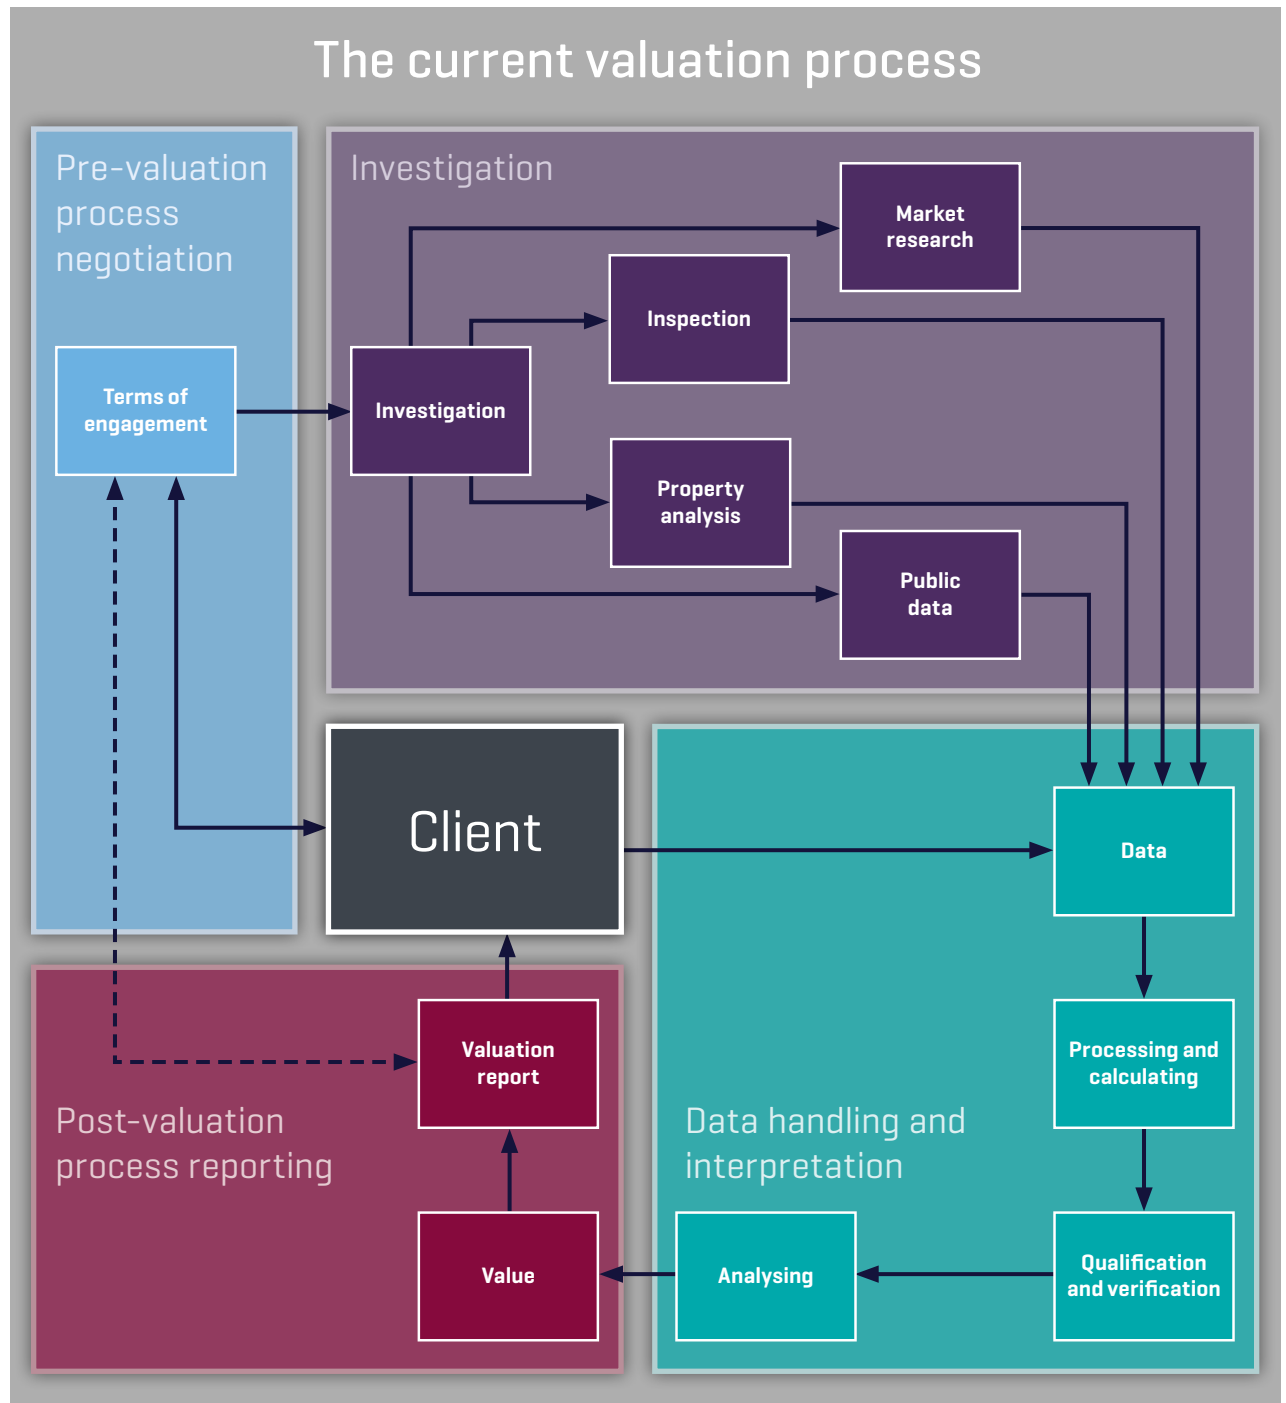 The current valuation process
Pre-valuation
process
negotiation
Terms of
engagement
Investigation
Market
research
Inspection
Investigation
Property
analysis
Public
data
Client
Data
Processing and
calculating
Data handling and
interpretation
Qualification
and verification
Analysing
Valuation
report
Post-valuation
process reporting
Value